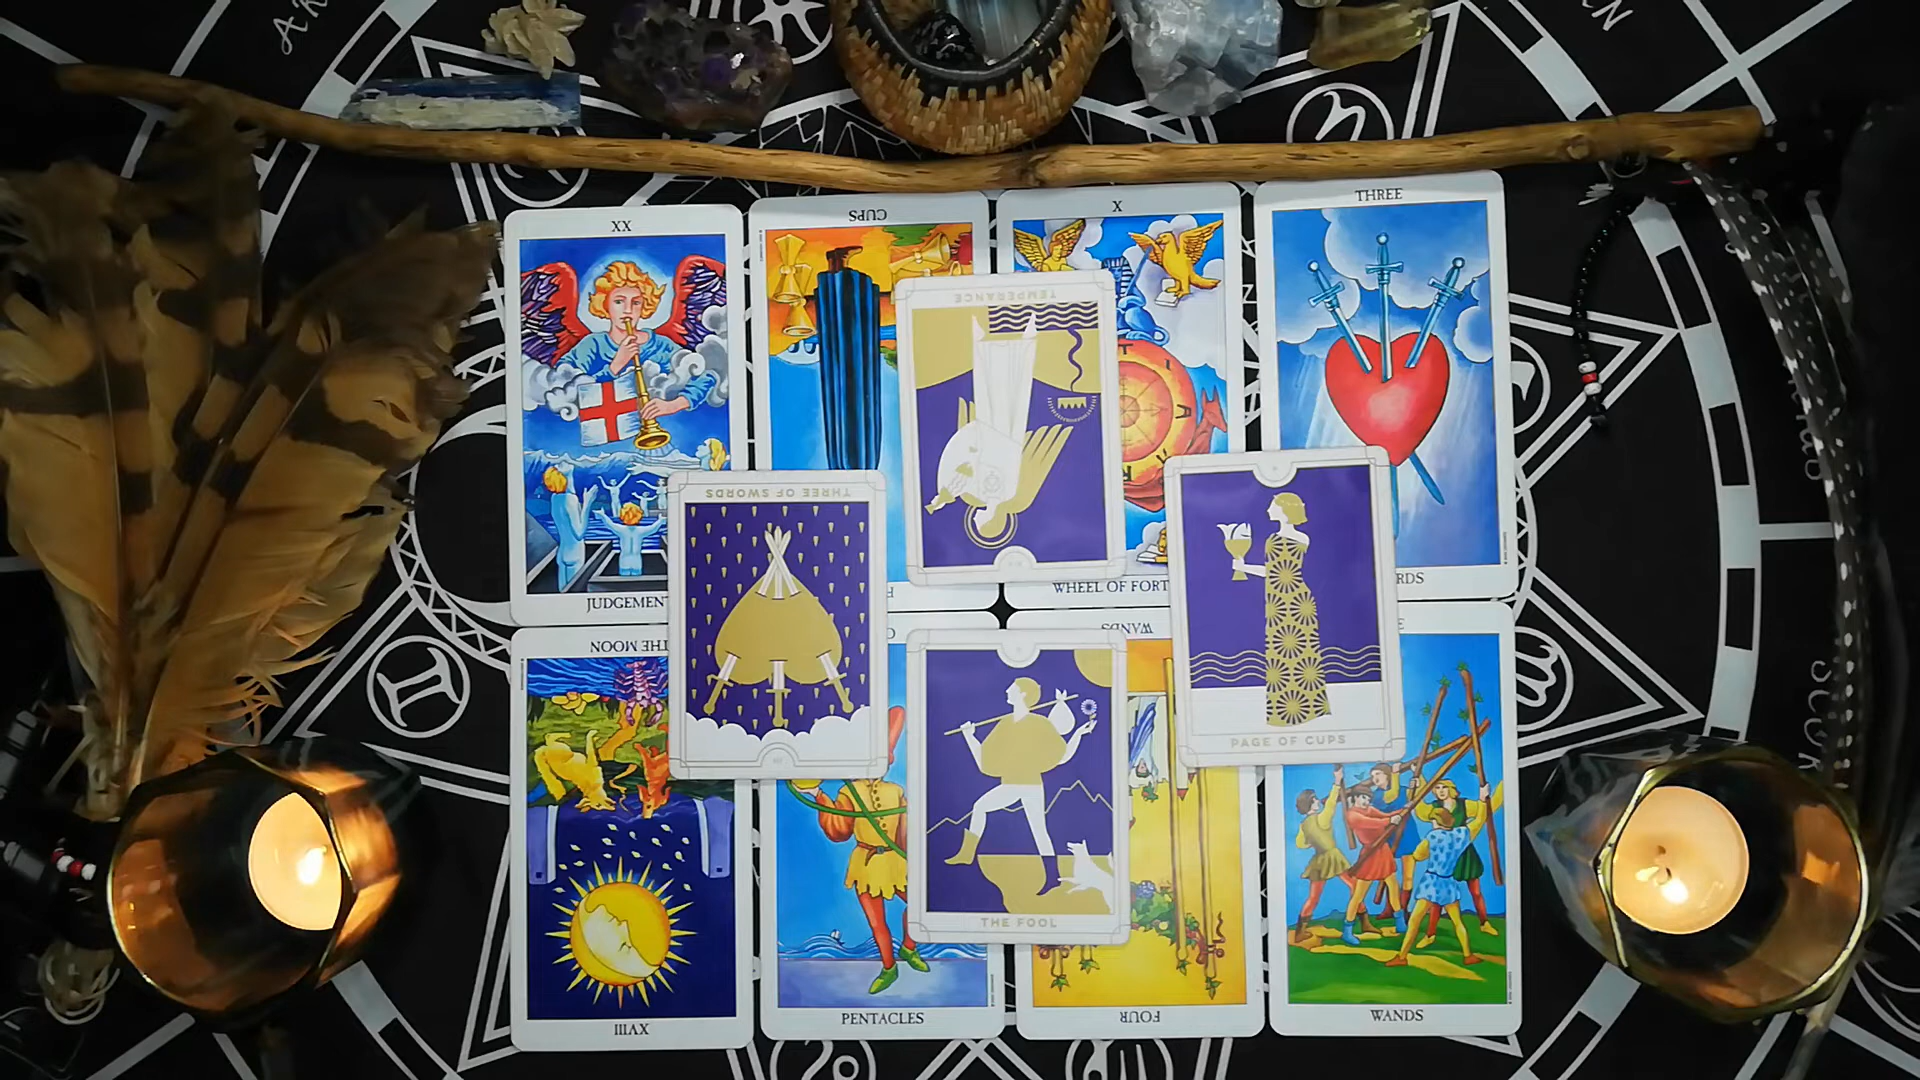 XX
CUPS
X
THREE
TEMPERANCE
THREE OF SWORDS
JUDGEMENT
WHEEL OF FORT
RDS
THE MOON
WANDS
PAGE OF CUPS
THE FOOL
XVIII
PENTACLES
FOUR
WANDS